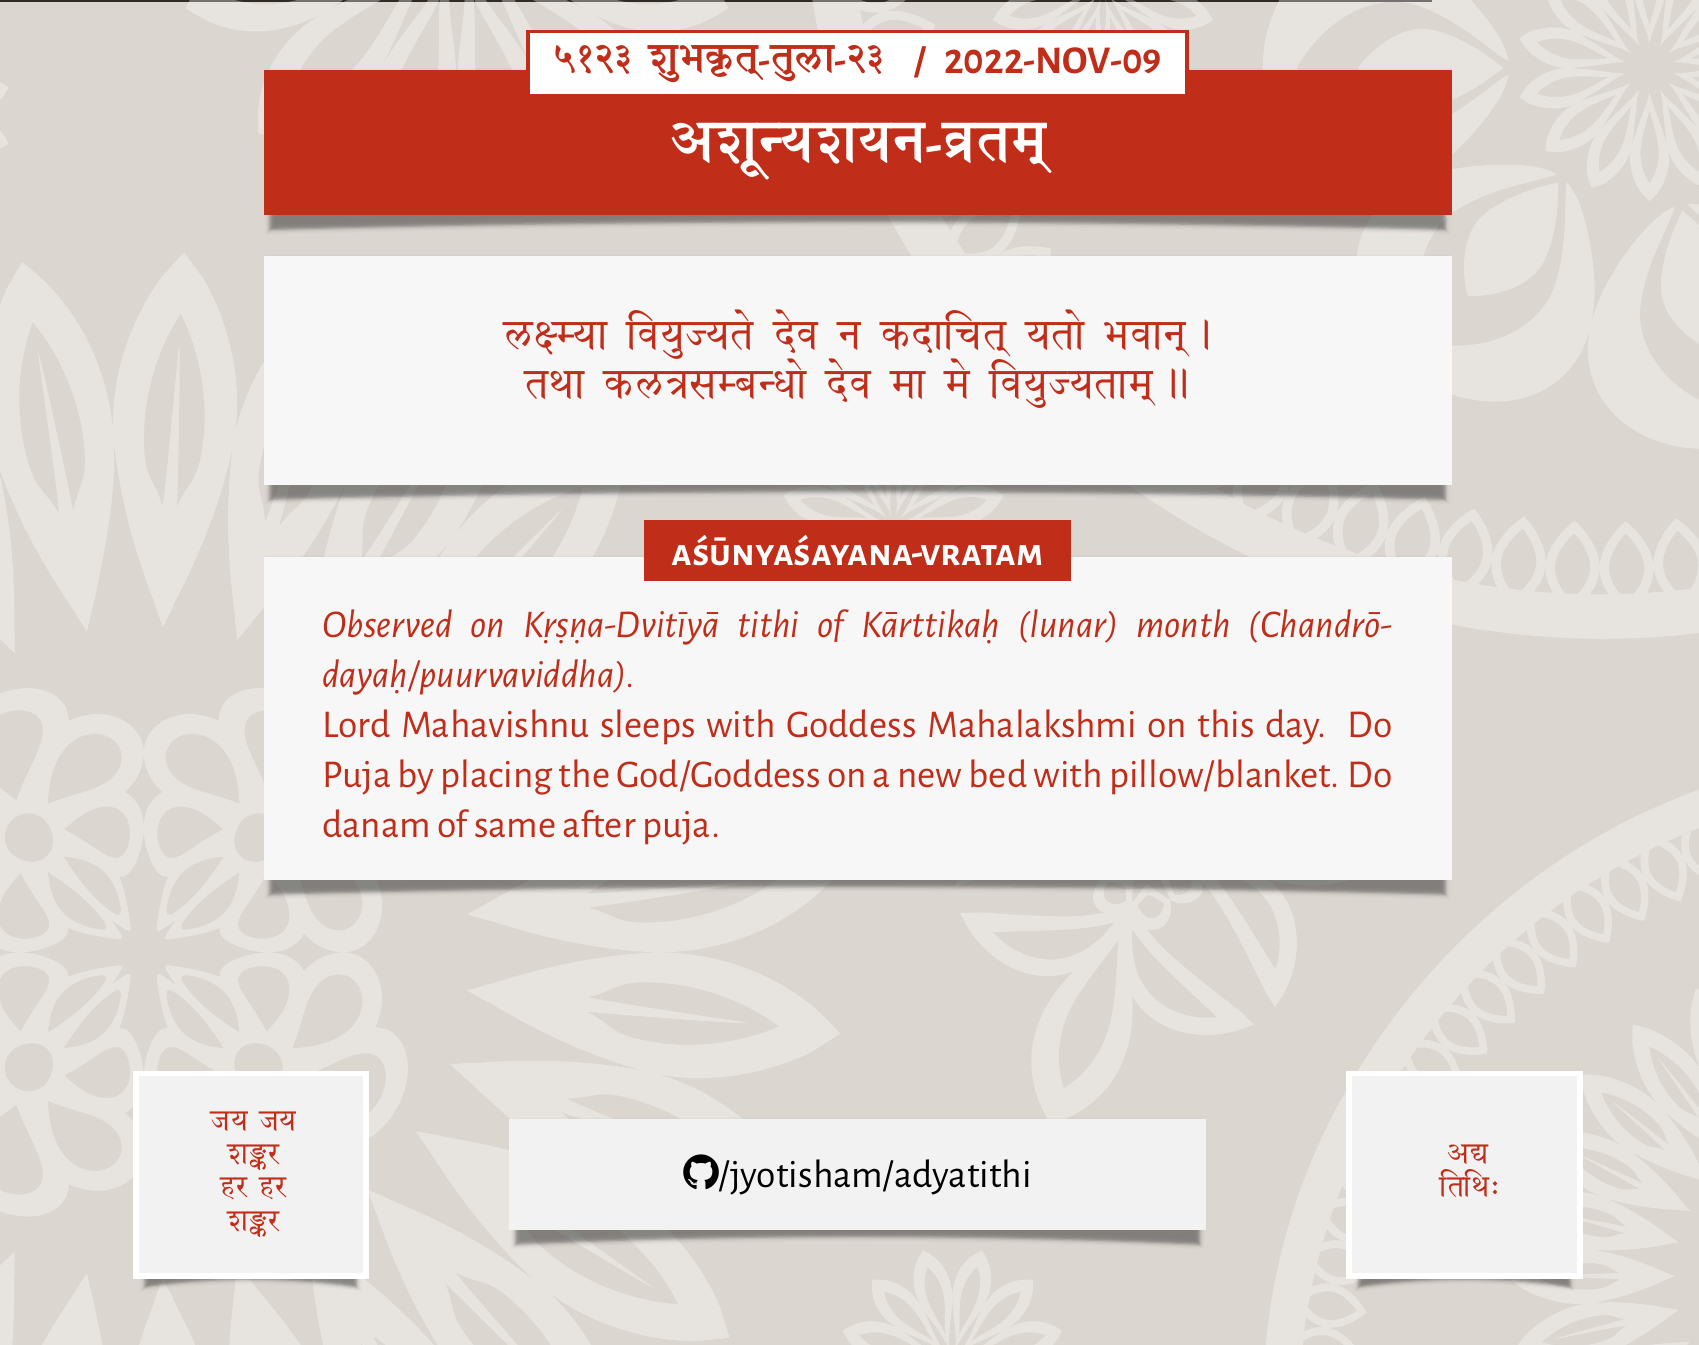 ५१२३ शुभकृत्-तुला-२३ / 2022-NOV-09
अशून्यशयन-व्रतम्
लक्ष्म्या वियुज्यते देव न कदाचित् यतो भवान् ।
तथा कलत्रसम्बन्धो देव मा मे वियुज्यताम् ॥
AŚŪNYAŚAYANA-VRATAM
Observed on Kṛṣṇa-Dvitīyā tithi of Kārttikaḥ (lunar) month (Chandrō-
dayaḥ/puurvaviddha).
Lord Mahavishnu sleeps with Goddess Mahalakshmi on this day. Do
Puja by placing the God/Goddess on a new bed with pillow/blanket. Do
danam of same after puja.
जय जय
शङ्कर
हर हर
शङ्कर
/jyotisham/adyatithi
अद्य
तिथिः